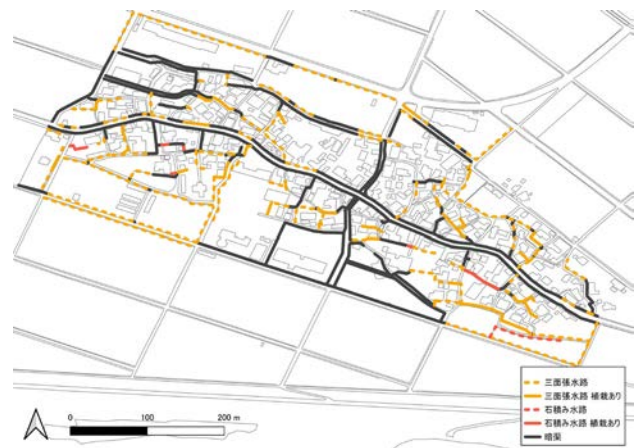 三面張水路
三面張水路 植栽あり
石積み水路
石積み水路 植栽あり
暗渠
0 100 200 m